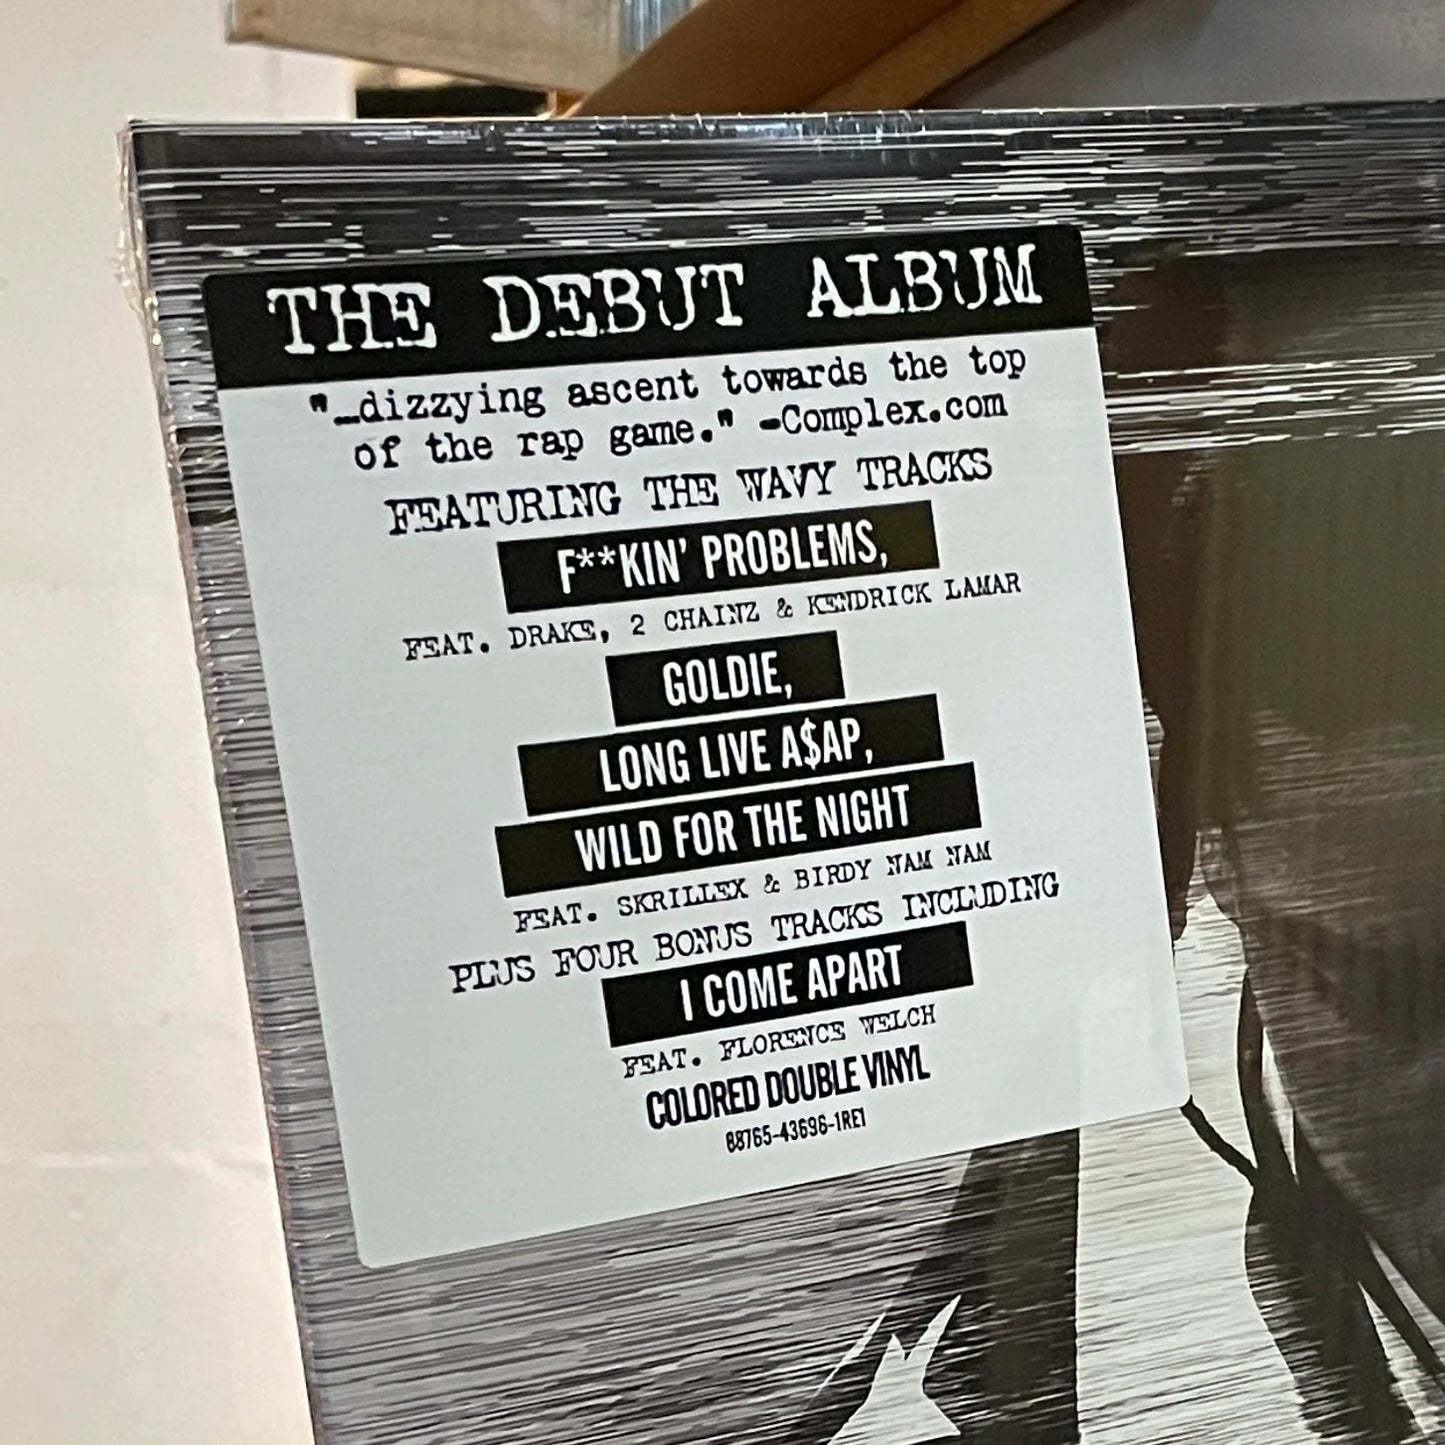 THE DEBUT ALBUM
"…dizzying ascent towards the top
of the rap game." -Complex.com
FEATURING THE WAVY TRACKS
F**KIN' PROBLEMS,
FEAT. DRAKE, 2 CHAINZ & KENDRICK LAMAR
GOLDIE,
LONG LIVE A$AP,
WILD FOR THE NIGHT
FEAT. SKRILLEX & BIRDY NAM NAM
PLUS FOUR BONUS TRACKS INCLUDING
I COME APART
FEAT. FLORENCE WELCH
COLORED DOUBLE VINYL
88765-43696-1RE1